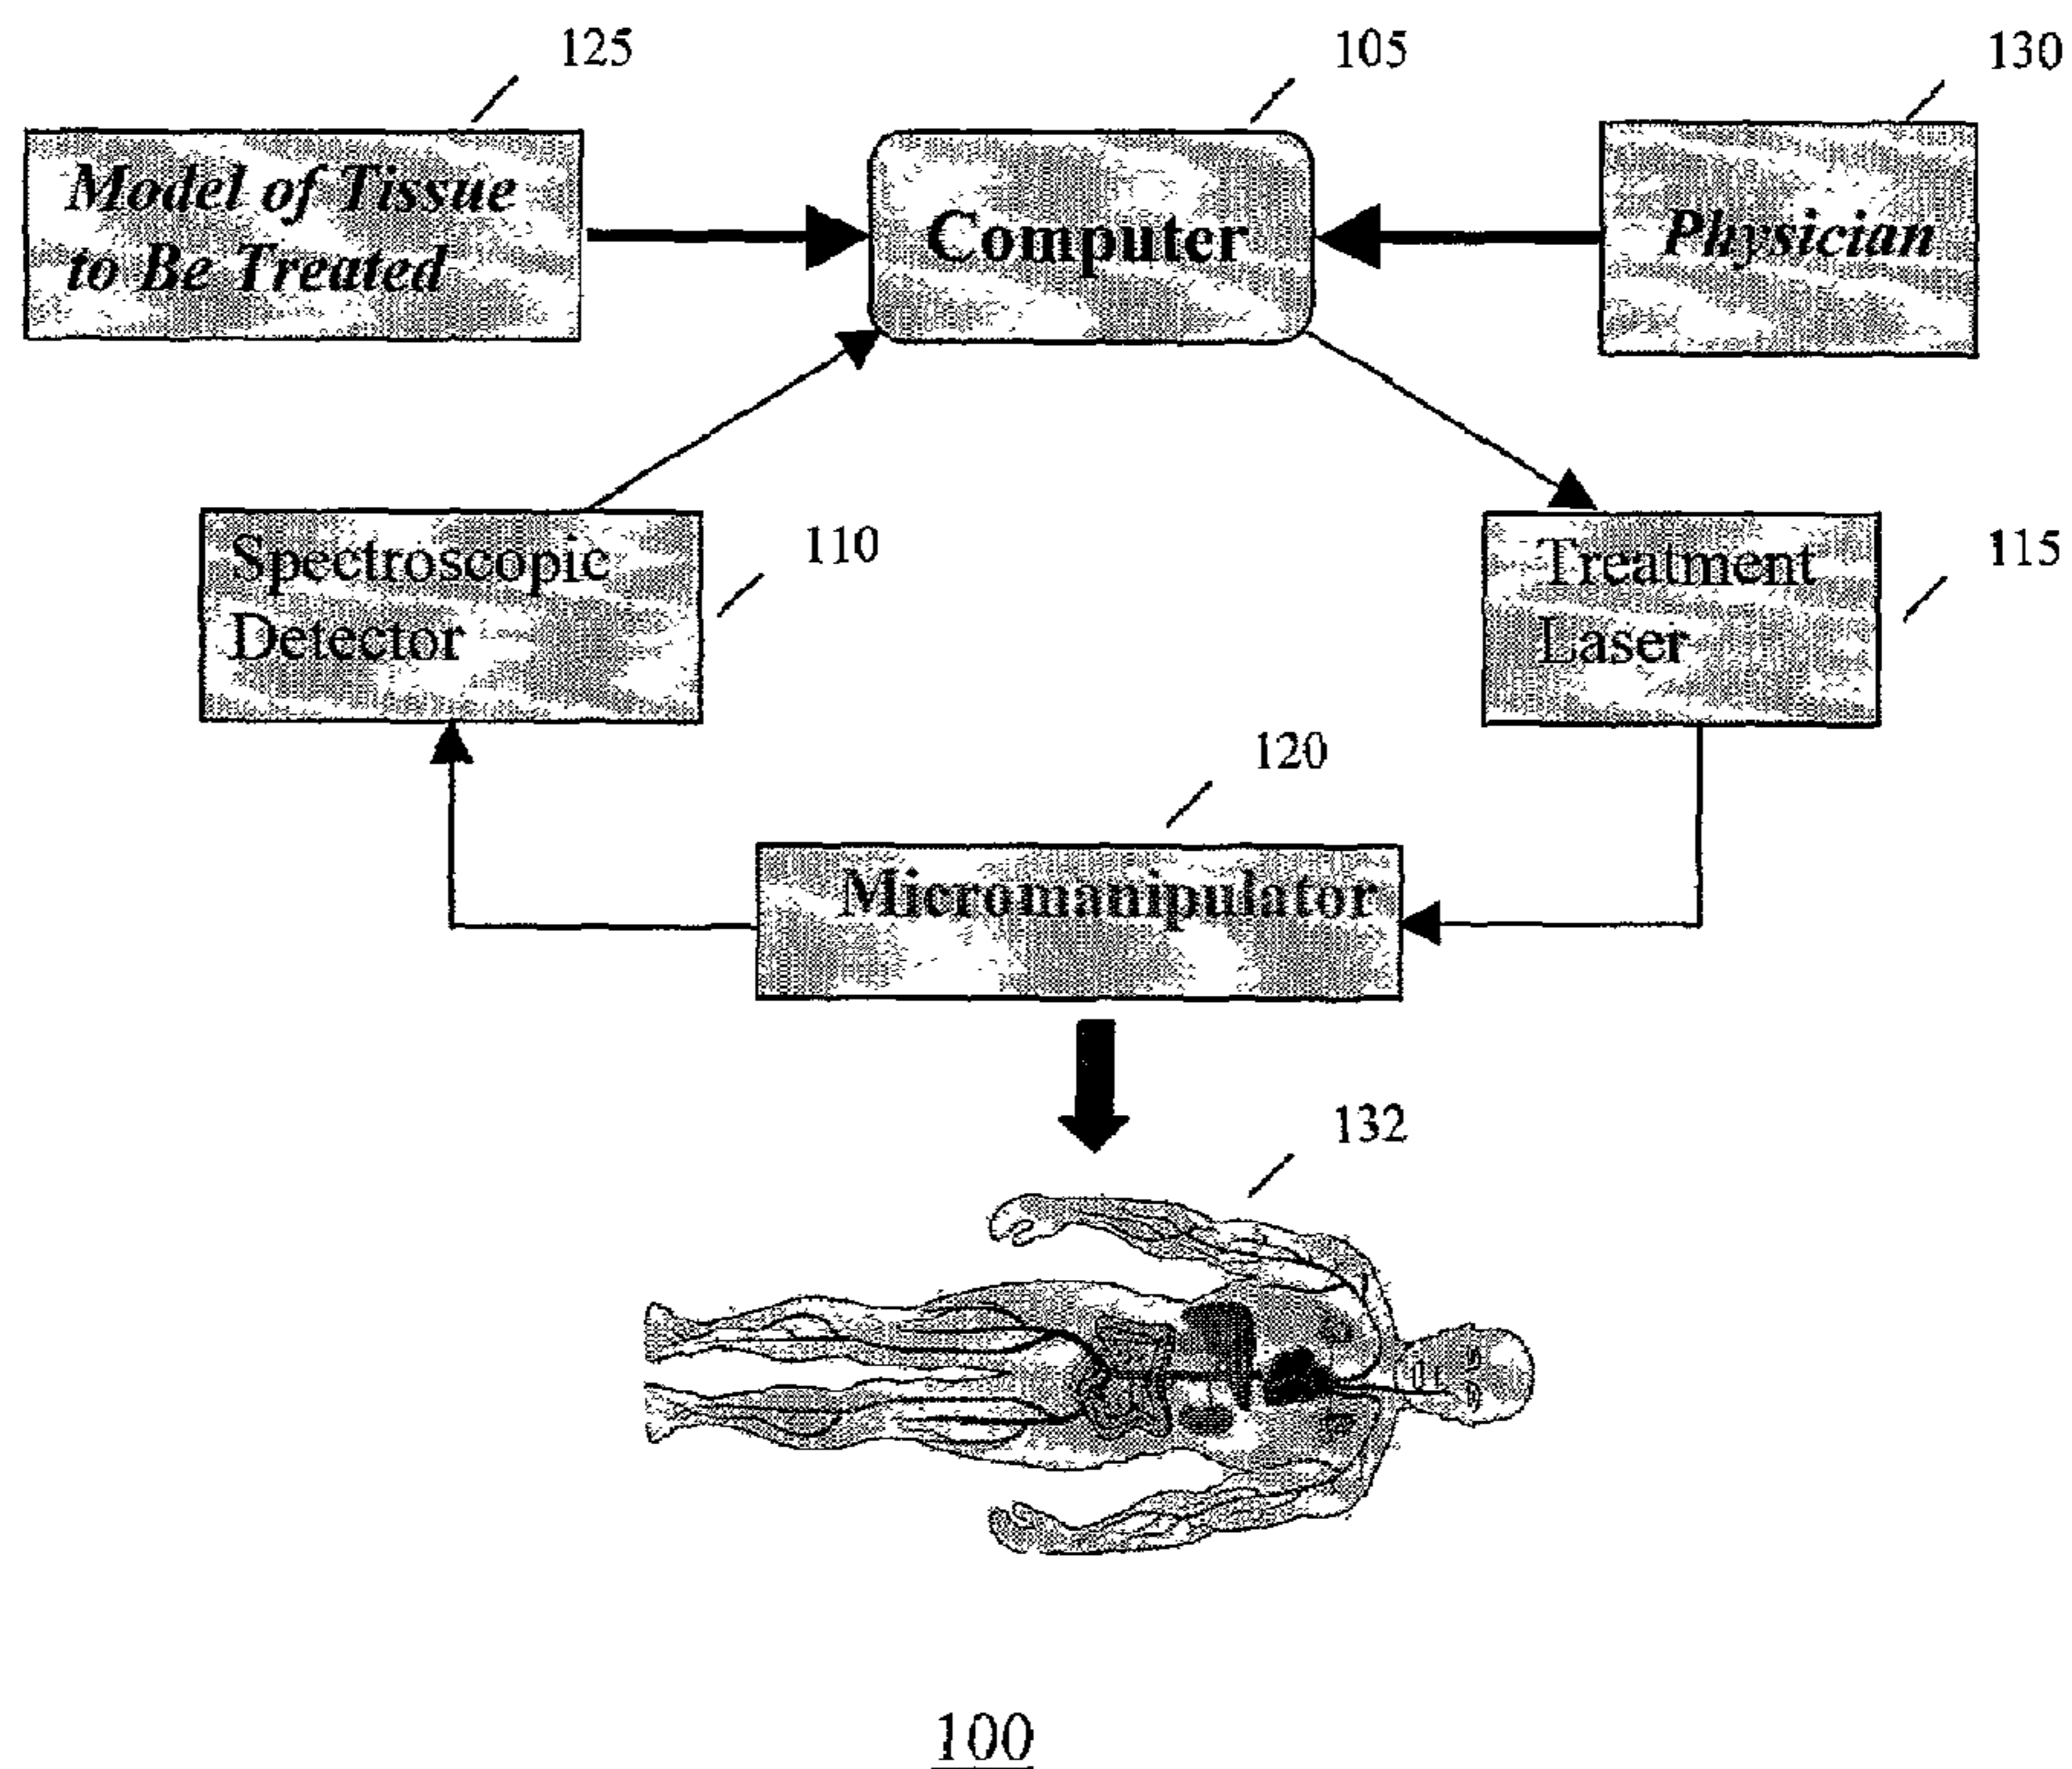 125
105
130
Model of Tissue
to Be Treated
Computer
Physician
Spectroscopic
Detector
110
Treatment
Laser
115
120
Micromanipulator
132
100